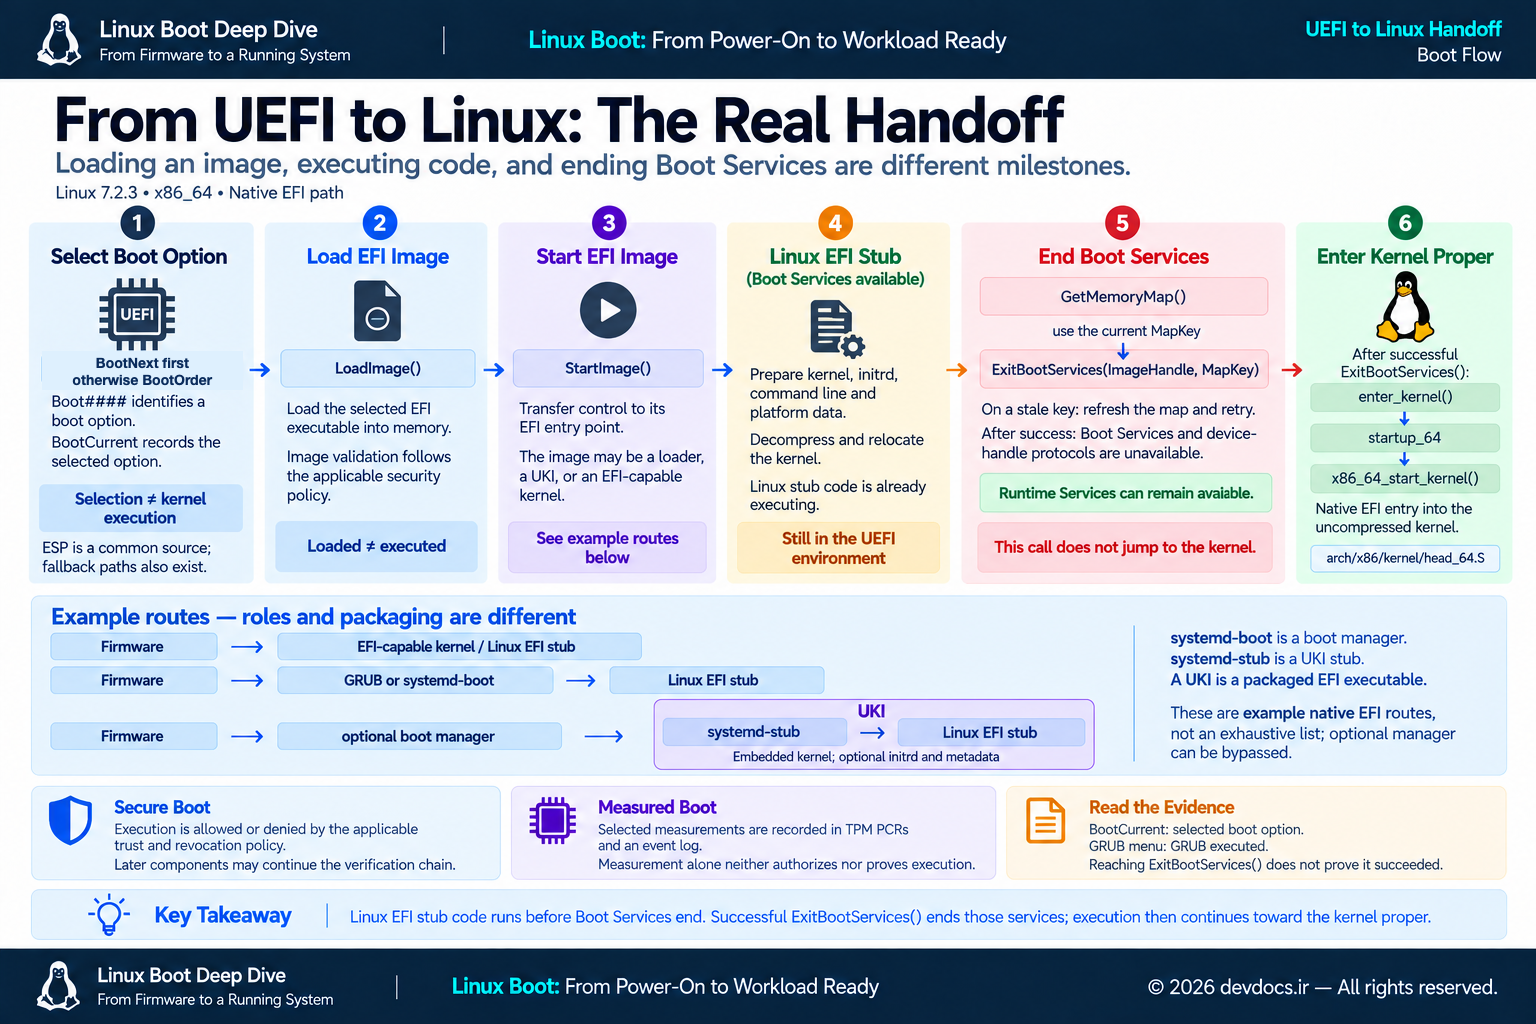 Linux Boot Deep Dive
From Firmware to a Running System
Linux Boot: From Power-On to Workload Ready
UEFI to Linux Handoff
Boot Flow
From UEFI to Linux: The Real Handoff
Loading an image, executing code, and ending Boot Services are different milestones.
Linux 7.2.3 • x86_64 • Native EFI path
1
Select Boot Option
UEFI
BootNext first
otherwise BootOrder
Boot#### identifies a
boot option.
BootCurrent records the
selected option.
Selection ≠ kernel
execution
ESP is a common source;
fallback paths also exist.
2
Load EFI Image
LoadImage()
Load the selected EFI
executable into memory.
Image validation follows
the applicable security
policy.
Loaded ≠ executed
3
Start EFI Image
StartImage()
Transfer control to its
EFI entry point.
The image may be a loader,
a UKI, or an EFI-capable
kernel.
See example routes
below
4
Linux EFI Stub
(Boot Services available)
Prepare kernel, initrd,
command line and
platform data.
Decompress and relocate
the kernel.
Linux stub code is already
executing.
Still in the UEFI
environment
5
End Boot Services
GetMemoryMap()
use the current MapKey
ExitBootServices(ImageHandle, MapKey)
On a stale key: refresh the map and retry.
After success: Boot Services and device-
handle protocols are unavailable.
Runtime Services can remain avaiable.
This call does not jump to the kernel.
6
Enter Kernel Proper
After successful
ExitBootServices():
enter_kernel()
startup_64
x86_64_start_kernel()
Native EFI entry into the
uncompressed kernel.
arch/x86/kernel/head_64.S
Example routes — roles and packaging are different
Firmware
EFI-capable kernel / Linux EFI stub
Firmware
GRUB or systemd-boot
Linux EFI stub
Firmware
optional boot manager
UKI
systemd-stub
Linux EFI stub
Embedded kernel; optional initrd and metadata
systemd-boot is a boot manager.
systemd-stub is a UKI stub.
A UKI is a packaged EFI executable.
These are example native EFI routes,
not an exhaustive list; optional manager
can be bypassed.
Secure Boot
Execution is allowed or denied by the applicable
trust and revocation policy.
Later components may continue the verification chain.
Measured Boot
Selected measurements are recorded in TPM PCRs
and an event log.
Measurement alone neither authorizes nor proves execution.
Read the Evidence
BootCurrent: selected boot option.
GRUB menu: GRUB executed.
Reaching ExitBootServices() does not prove it succeeded.
Key Takeaway
Linux EFI stub code runs before Boot Services end. Successful ExitBootServices() ends those services; execution then continues toward the kernel proper.
Linux Boot Deep Dive
From Firmware to a Running System
Linux Boot: From Power-On to Workload Ready
© 2026 devdocs.ir — All rights reserved.